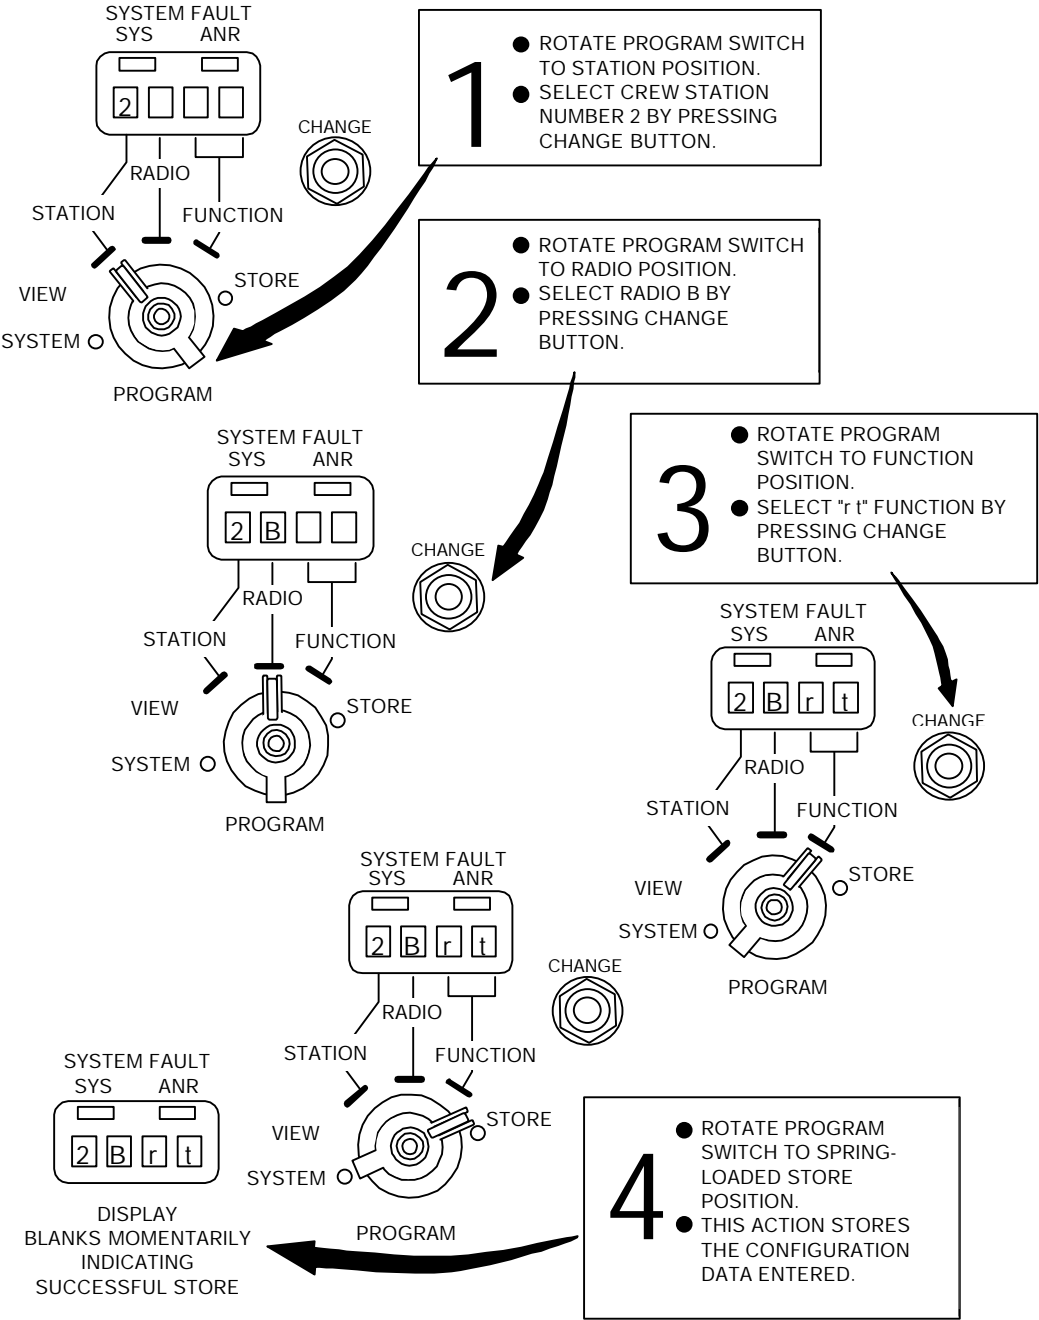 SYSTEM FAULT
SYS ANR
2
CHANGE
RADIO
STATION
FUNCTION
STORE
VIEW
SYSTEM
PROGRAM
1
● ROTATE PROGRAM SWITCH
TO STATION POSITION.
● SELECT CREW STATION
NUMBER 2 BY PRESSING
CHANGE BUTTON.
2
● ROTATE PROGRAM SWITCH
TO RADIO POSITION.
● SELECT RADIO B BY
PRESSING CHANGE
BUTTON.
SYSTEM FAULT
SYS ANR
2 B
CHANGE
RADIO
STATION
FUNCTION
VIEW
STORE
SYSTEM
PROGRAM
3
● ROTATE PROGRAM
SWITCH TO FUNCTION
POSITION.
● SELECT "r t" FUNCTION BY
PRESSING CHANGE
BUTTON.
SYSTEM FAULT
SYS ANR
2 B r t
CHANGE
RADIO
STATION
FUNCTION
VIEW
STORE
SYSTEM
PROGRAM
SYSTEM FAULT
SYS ANR
2 B r t
CHANGE
RADIO
STATION
FUNCTION
VIEW
STORE
SYSTEM
PROGRAM
4
● ROTATE PROGRAM
SWITCH TO SPRING-
LOADED STORE
POSITION.
● THIS ACTION STORES
THE CONFIGURATION
DATA ENTERED.
SYSTEM FAULT
SYS ANR
2 B r t
DISPLAY
BLANKS MOMENTARILY
INDICATING
SUCCESSFUL STORE